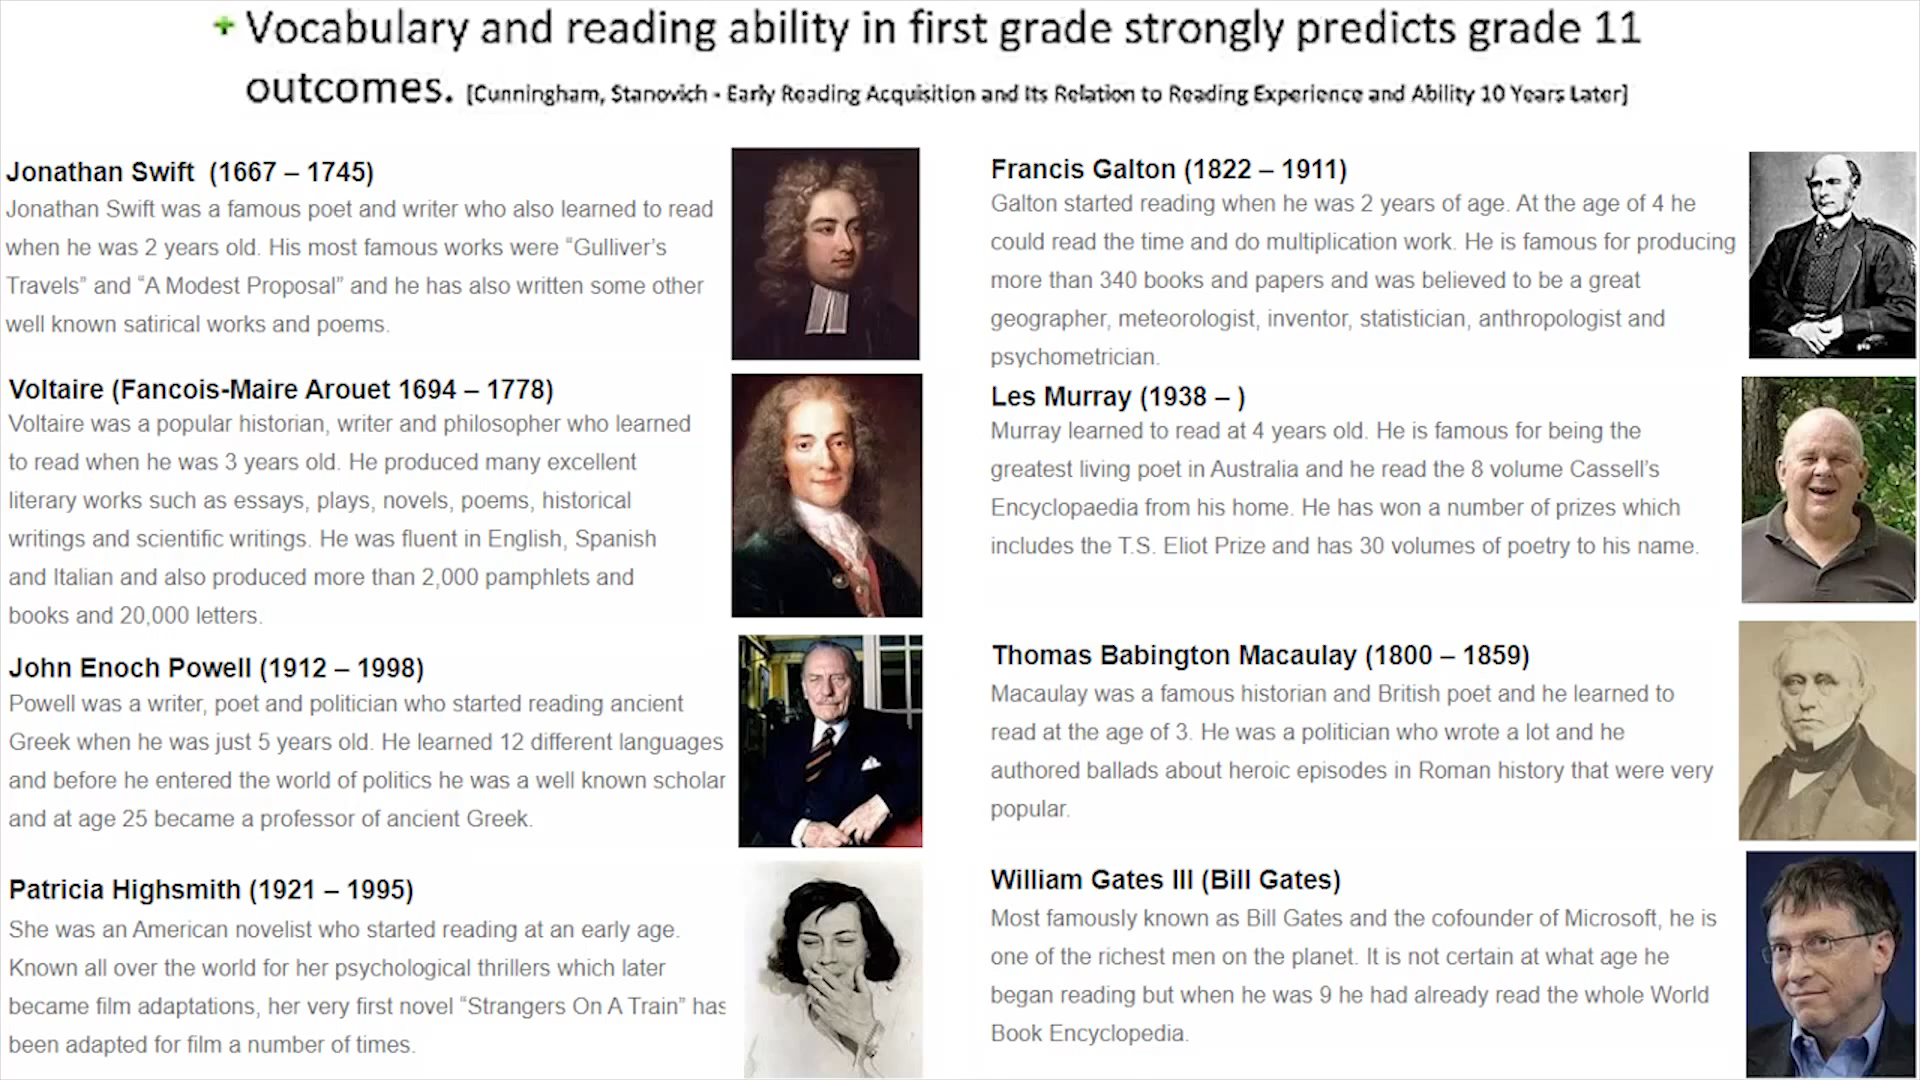 + Vocabulary and reading ability in first grade strongly predicts grade 11
outcomes. [Cunningham, Stanovich - Early Reading Acquisition and Its Relation to Reading Experience and Ability 10 Years Later]
Jonathan Swift (1667 – 1745)
Jonathan Swift was a famous poet and writer who also learned to read
when he was 2 years old. His most famous works were “Gulliver’s
Travels” and “A Modest Proposal” and he has also written some other
well known satirical works and poems.
Voltaire (Fancois-Maire Arouet 1694 – 1778)
Voltaire was a popular historian, writer and philosopher who learned
to read when he was 3 years old. He produced many excellent
literary works such as essays, plays, novels, poems, historical
writings and scientific writings. He was fluent in English, Spanish
and Italian and also produced more than 2,000 pamphlets and
books and 20,000 letters.
John Enoch Powell (1912 – 1998)
Powell was a writer, poet and politician who started reading ancient
Greek when he was just 5 years old. He learned 12 different languages
and before he entered the world of politics he was a well known scholar
and at age 25 became a professor of ancient Greek.
Patricia Highsmith (1921 – 1995)
She was an American novelist who started reading at an early age.
Known all over the world for her psychological thrillers which later
became film adaptations, her very first novel “Strangers On A Train” has
been adapted for film a number of times.
Francis Galton (1822 – 1911)
Galton started reading when he was 2 years of age. At the age of 4 he
could read the time and do multiplication work. He is famous for producing
more than 340 books and papers and was believed to be a great
geographer, meteorologist, inventor, statistician, anthropologist and
psychometrician.
Les Murray (1938 – )
Murray learned to read at 4 years old. He is famous for being the
greatest living poet in Australia and he read the 8 volume Cassell’s
Encyclopaedia from his home. He has won a number of prizes which
includes the T.S. Eliot Prize and has 30 volumes of poetry to his name.
Thomas Babington Macaulay (1800 – 1859)
Macaulay was a famous historian and British poet and he learned to
read at the age of 3. He was a politician who wrote a lot and he
authored ballads about heroic episodes in Roman history that were very
popular.
William Gates III (Bill Gates)
Most famously known as Bill Gates and the cofounder of Microsoft, he is
one of the richest men on the planet. It is not certain at what age he
began reading but when he was 9 he had already read the whole World
Book Encyclopedia.